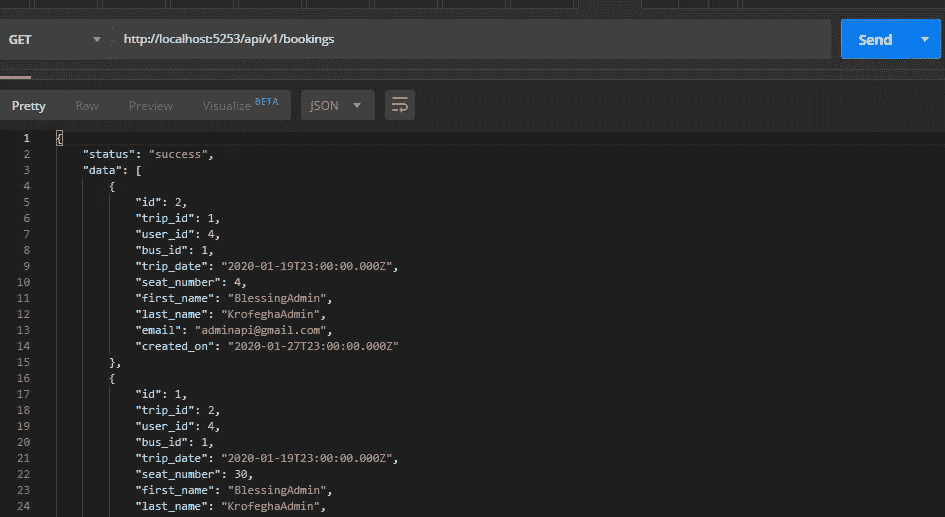 GET http://localhost:5253/api/v1/bookings Send
Pretty Raw Preview Visualize BETA JSON
1 {
2 "status": "success",
3 "data": [
4 {
5 "id": 2,
6 "trip_id": 1,
7 "user_id": 4,
8 "bus_id": 1,
9 "trip_date": "2020-01-19T23:00:00.000Z",
10 "seat_number": 4,
11 "first_name": "BlessingAdmin",
12 "last_name": "KrofeghaAdmin",
13 "email": "adminapi@gmail.com",
14 "created_on": "2020-01-27T23:00:00.000Z"
15 },
16 {
17 "id": 1,
18 "trip_id": 2,
19 "user_id": 4,
20 "bus_id": 1,
21 "trip_date": "2020-01-19T23:00:00.000Z",
22 "seat_number": 30,
23 "first_name": "BlessingAdmin",
24 "last_name": "KrofeghaAdmin",